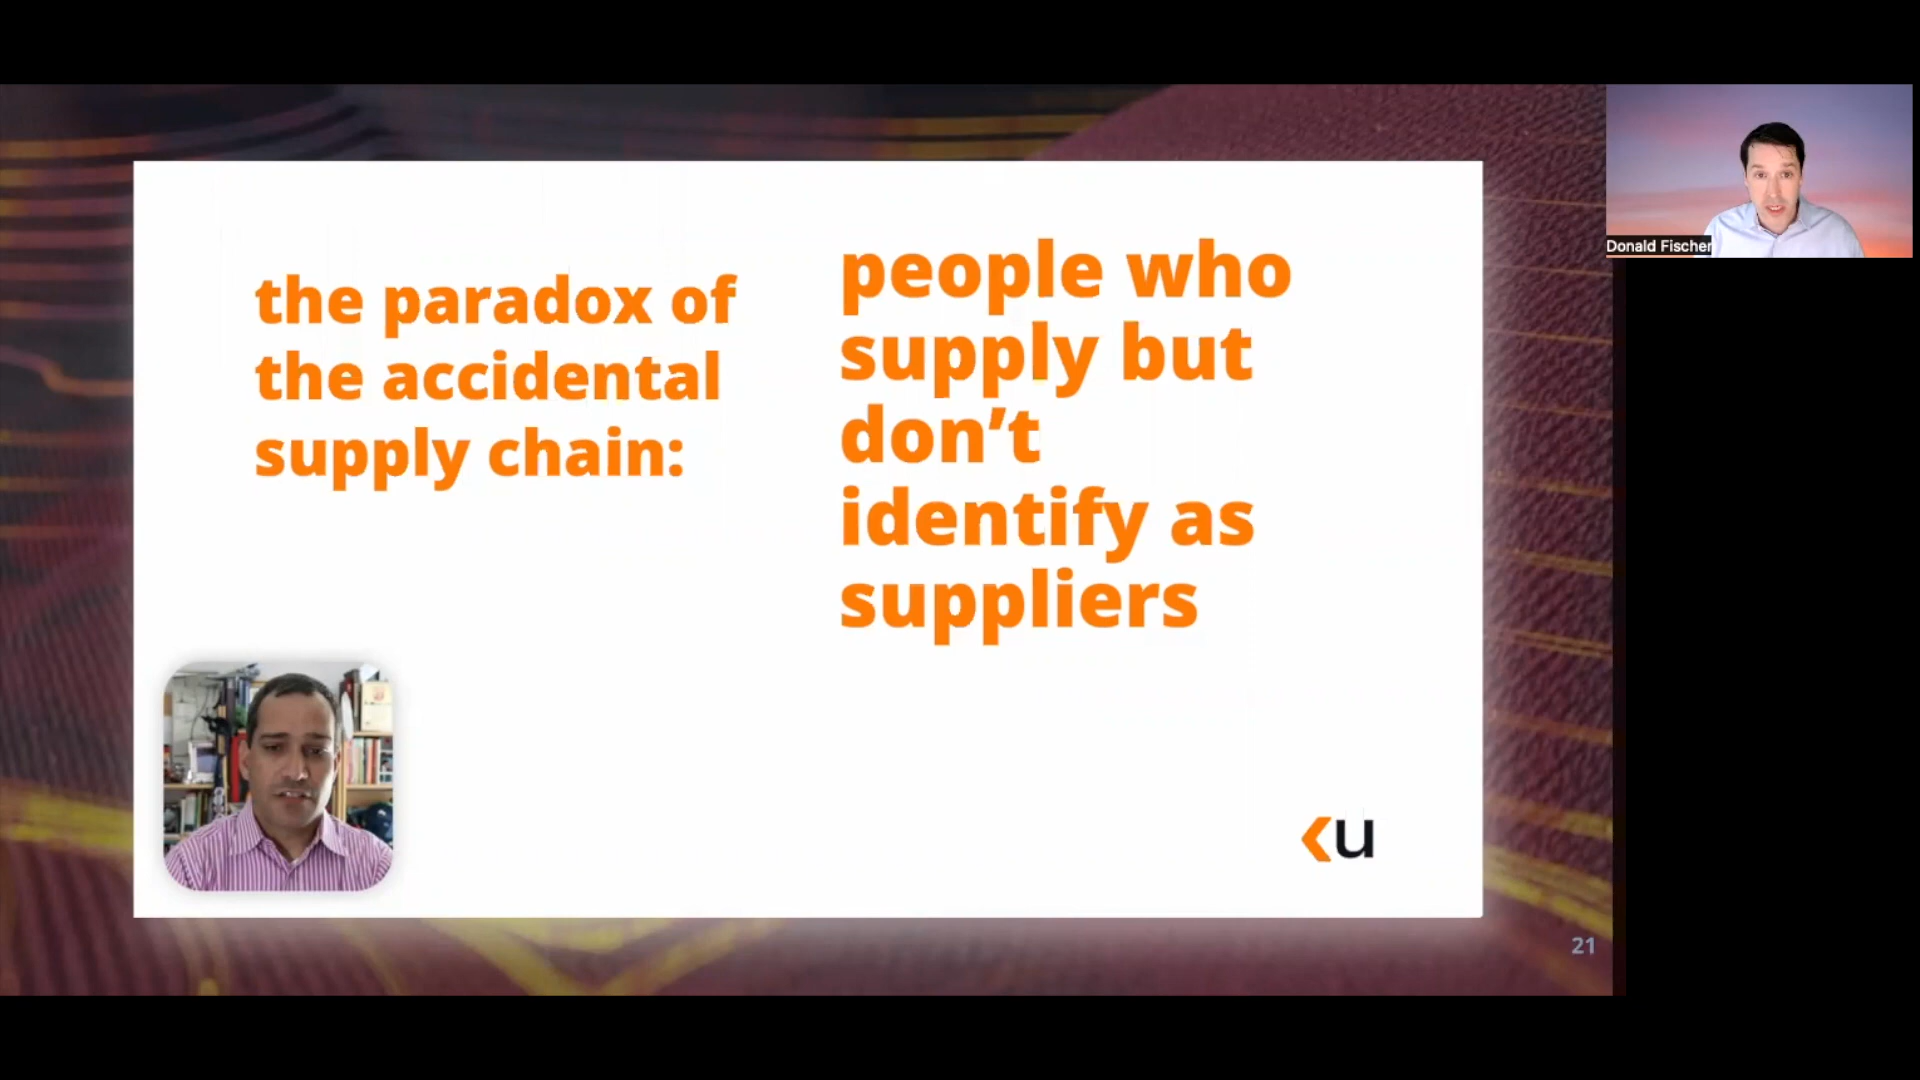 the paradox of
the accidental
supply chain:
people who
supply but
don’t
identify as
suppliers
u
21
Donald Fischer